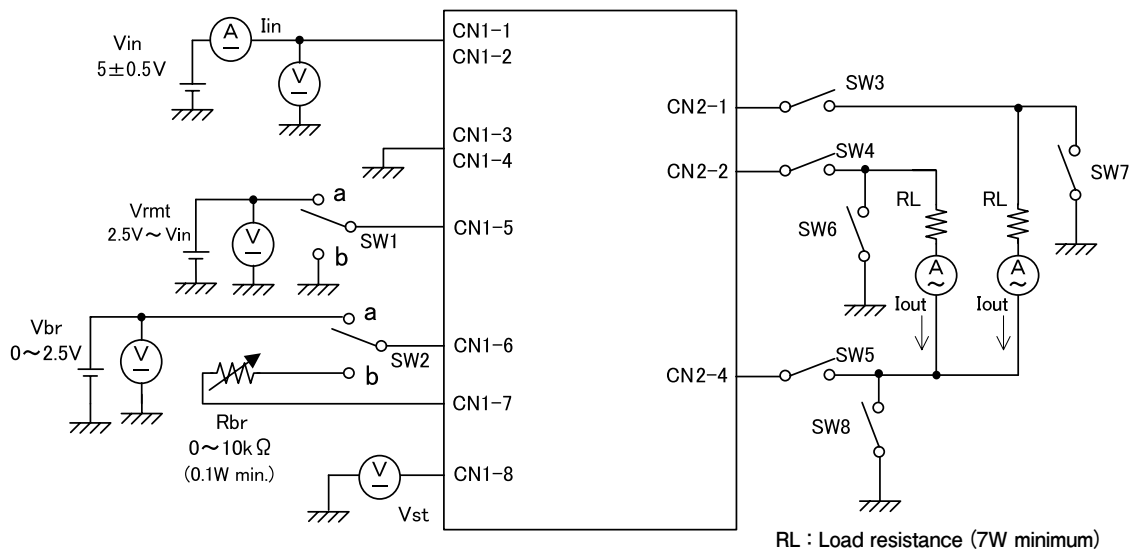 Vin
5±0.5V
A
Iin
V
CN1-1
CN1-2
CN1-3
CN1-4
Vrmt
2.5V～Vin
V
a
SW1
b
CN1-5
Vbr
0～2.5V
V
a
SW2
b
CN1-6
CN1-7
Rbr
0～10kΩ
(0.1W min.)
V
Vst
CN1-8
CN2-1
SW3
CN2-2
SW4
SW7
SW6
RL
RL
A
～
A
～
Iout
Iout
CN2-4
SW5
SW8
RL：Load resistance (7W minimum)